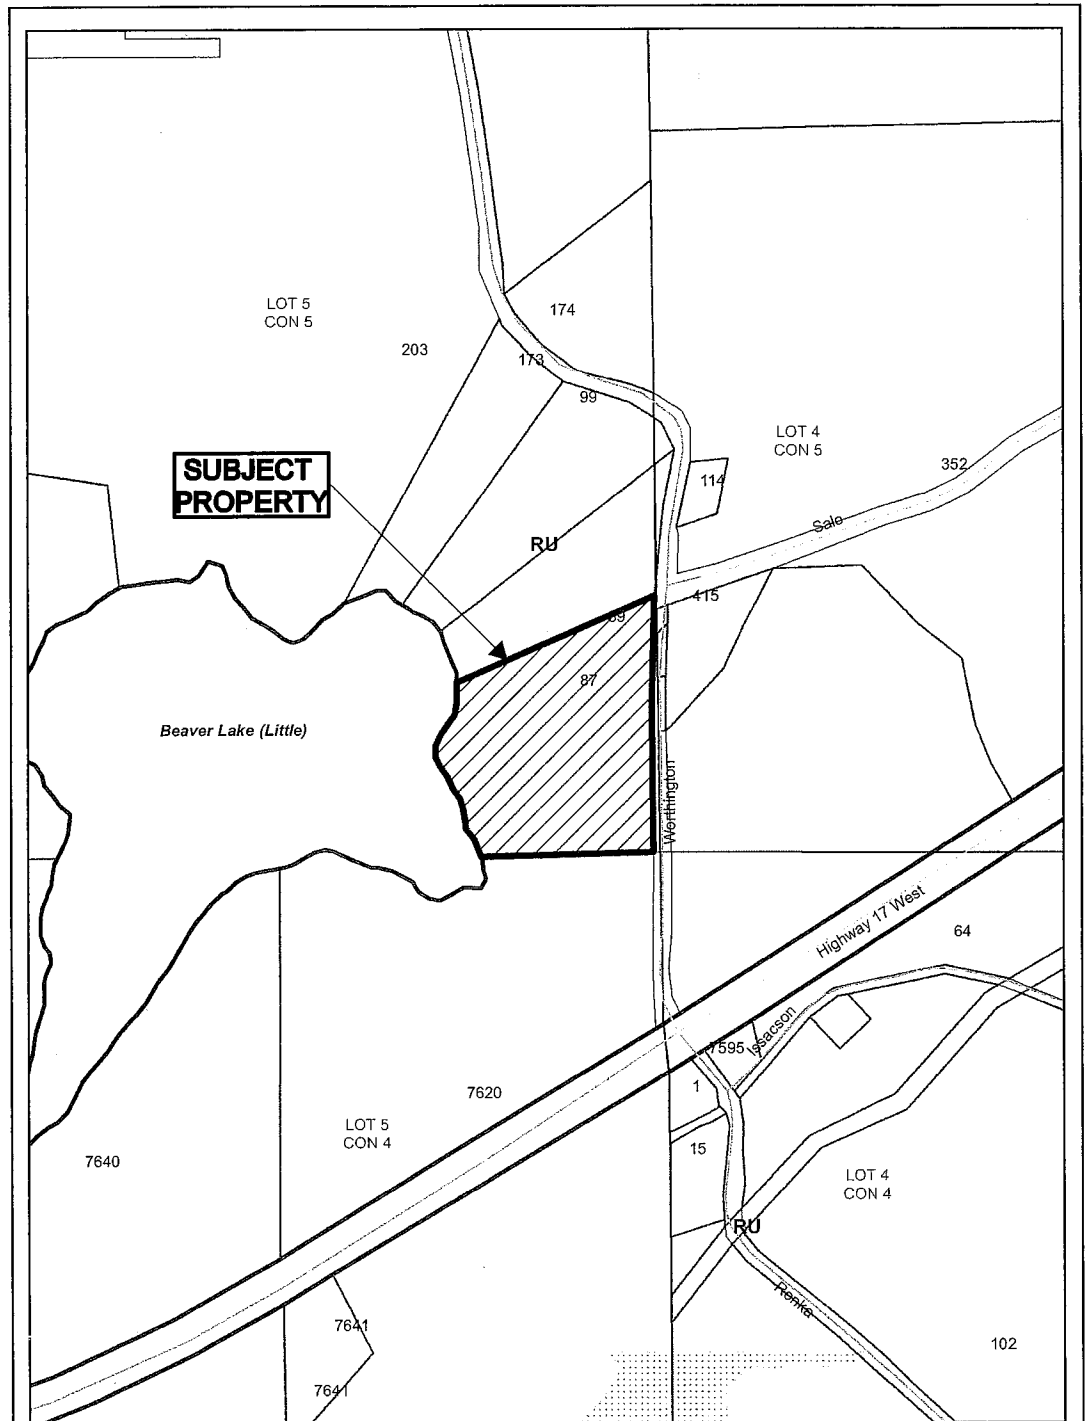 LOT 5
CON 5
174
203
173
99
LOT 4
CON 5
SUBJECT
PROPERTY
352
114
Sale
RU
415
89
87
Beaver Lake (Little)
Worthington
Highway 17 West
64
7595
Issacson
1
7620
LOT 5
CON 4
15
7640
LOT 4
CON 4
RU
Ronka
7641
102
7641